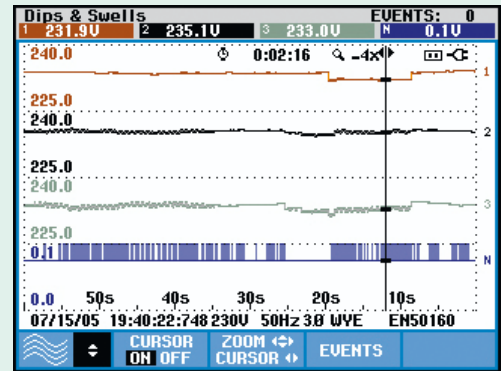 Dips & Swells EVENTS: 0
1 231.9V 2 235.1V 3 233.0V N 0.1V
240.0 0:02:16 -4x
1
225.0
240.0
2
225.0
240.0
3
225.0
0.1
N
0.0 50s 40s 30s 20s 10s
07/15/05 19:40:22:748 230V 50Hz 3.0 WYE EN50160
CURSOR ON OFF ZOOM CURSOR EVENTS